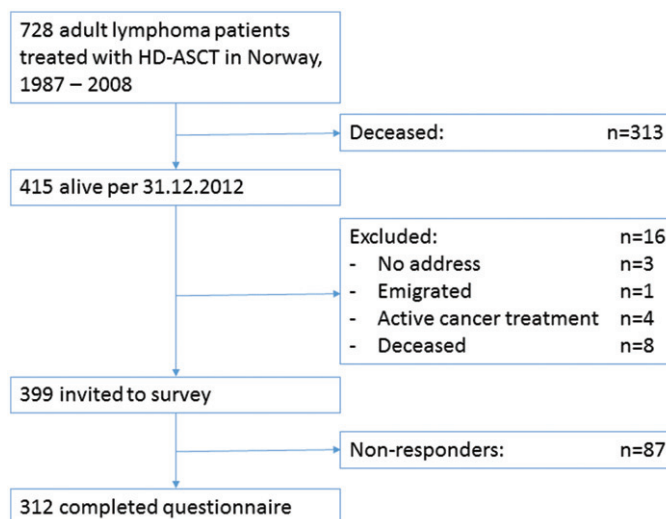 728 adult lymphoma patients
treated with HD-ASCT in Norway,
1987 – 2008
Deceased: n=313
415 alive per 31.12.2012
Excluded: n=16
- No address n=3
- Emigrated n=1
- Active cancer treatment n=4
- Deceased n=8
399 invited to survey
Non-responders: n=87
312 completed questionnaire